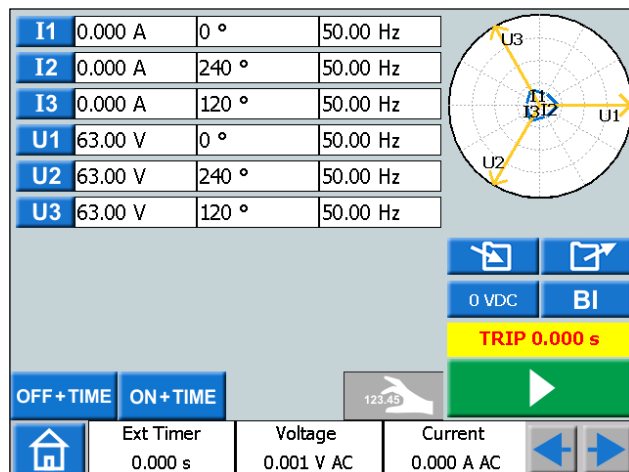 I1 0.000 A 0 ° 50.00 Hz
I2 0.000 A 240 ° 50.00 Hz
I3 0.000 A 120 ° 50.00 Hz
U1 63.00 V 0 ° 50.00 Hz
U2 63.00 V 240 ° 50.00 Hz
U3 63.00 V 120 ° 50.00 Hz
U3
I1
I3 I2
U1
U2
0 VDC BI
TRIP 0.000 s
OFF+TIME ON+TIME 123.45
Ext Timer Voltage Current
0.000 s 0.001 V AC 0.000 A AC